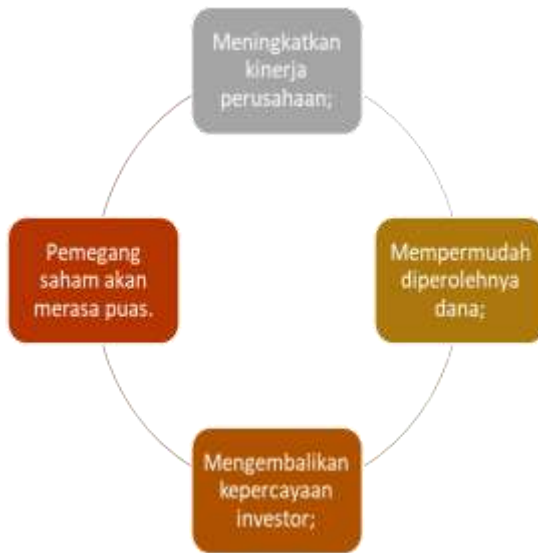 Meningkatkan
kinerja
perusahaan;
Mempermudah
diperolehnya
dana;
Mengembalikan
kepercayaan
investor;
Pemegang
saham akan
merasa puas.